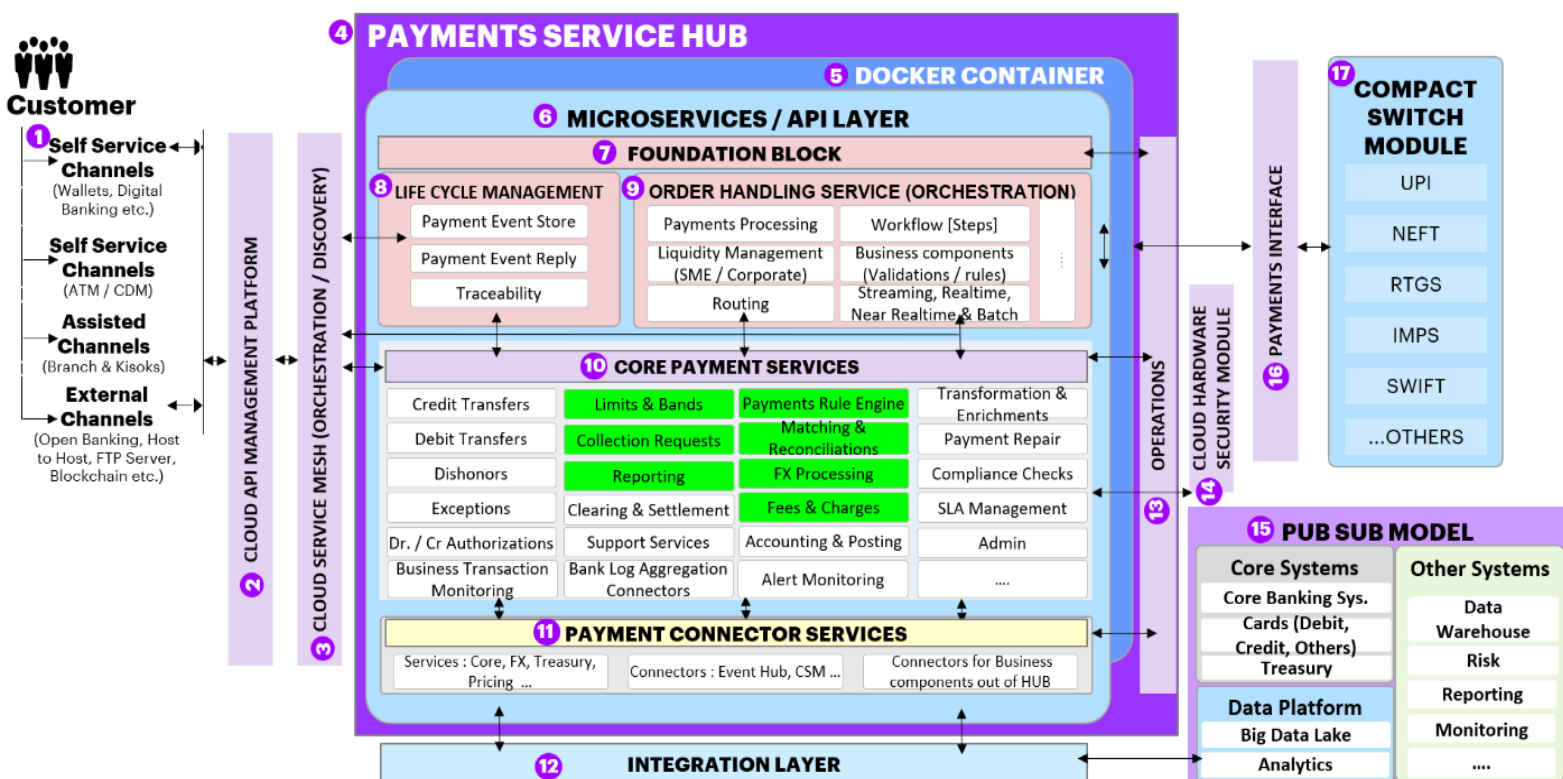 4 PAYMENTS SERVICE HUB
5 DOCKER CONTAINER
6 MICROSERVICES / API LAYER
Customer
1 Self Service
Channels
(Wallets, Digital
Banking etc.)
Self Service
Channels
(ATM / CDM)
Assisted
Channels
(Branch & Kisoks)
External
Channels
(Open Banking, Host
to Host, FTP Server,
Blockchain etc.)
2 CLOUD API MANAGEMENT PLATFORM
3 CLOUD SERVICE MESH (ORCHESTRATION / DISCOVERY)
7 FOUNDATION BLOCK
8 LIFE CYCLE MANAGEMENT
Payment Event Store
Payment Event Reply
Traceability
9 ORDER HANDLING SERVICE (ORCHESTRATION)
Payments Processing
Workflow [Steps]
Liquidity Management
(SME / Corporate)
Business components
(Validations / rules)
Routing
Streaming, Realtime,
Near Realtime & Batch
......
10 CORE PAYMENT SERVICES
Credit Transfers
Limits & Bands
Payments Rule Engine
Transformation &
Enrichments
Debit Transfers
Collection Requests
Matching &
Reconciliations
Payment Repair
Dishonors
Reporting
FX Processing
Compliance Checks
Exceptions
Clearing & Settlement
Fees & Charges
SLA Management
Dr. / Cr Authorizations
Support Services
Accounting & Posting
Admin
Business Transaction
Monitoring
Bank Log Aggregation
Connectors
Alert Monitoring
....
11 PAYMENT CONNECTOR SERVICES
Services : Core, FX, Treasury,
Pricing ...
Connectors : Event Hub, CSM ...
Connectors for Business
components out of HUB
12 INTEGRATION LAYER
13 OPERATIONS
14 CLOUD HARDWARE
SECURITY MODULE
15 PUB SUB MODEL
Core Systems
Core Banking Sys.
Cards (Debit,
Credit, Others)
Treasury
Data Platform
Big Data Lake
Analytics
Other Systems
Data
Warehouse
Risk
Reporting
Monitoring
....
16 PAYMENTS INTERFACE
17 COMPACT
SWITCH
MODULE
UPI
NEFT
RTGS
IMPS
SWIFT
...OTHERS